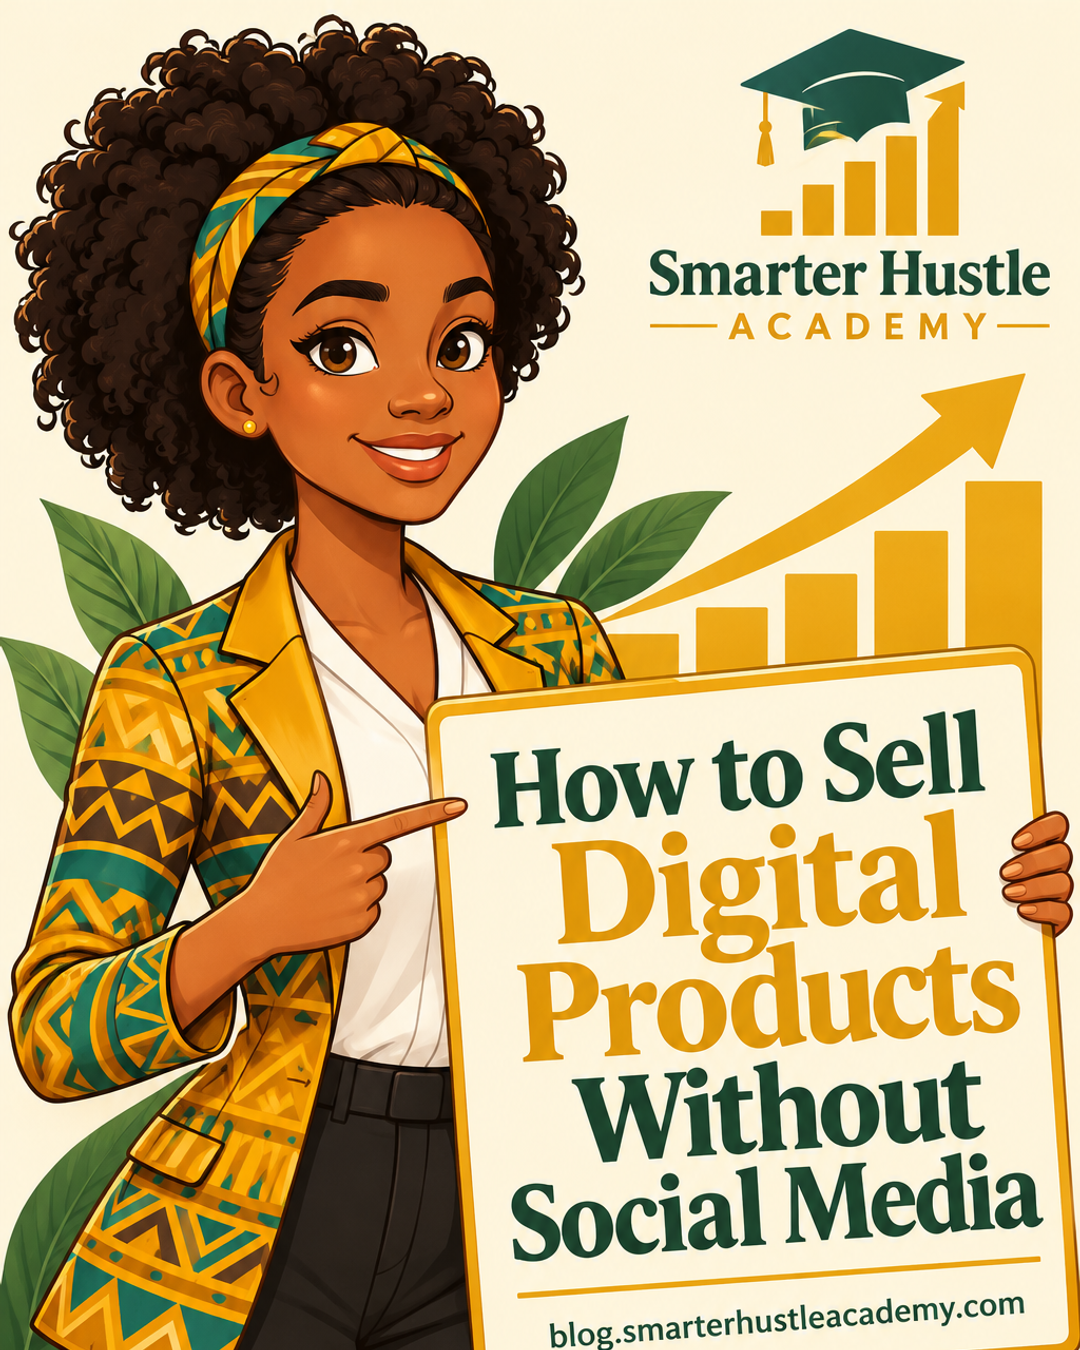 Smarter Hustle
ACADEMY
How to Sell
Digital
Products
Without
Social Media
blog.smarterhustleacademy.com